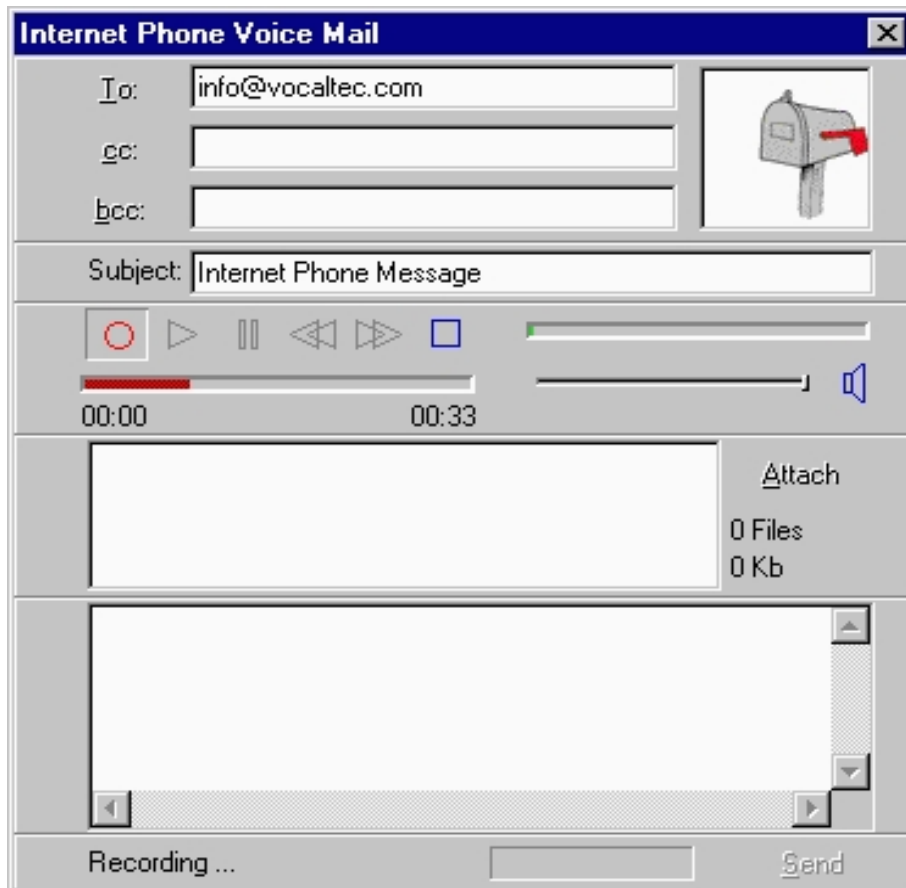 Internet Phone Voice Mail
To: info@vocaltec.com
cc:
bcc:
Subject: Internet Phone Message
00:00 00:33
Attach
0 Files
0 Kb
Recording ... Send